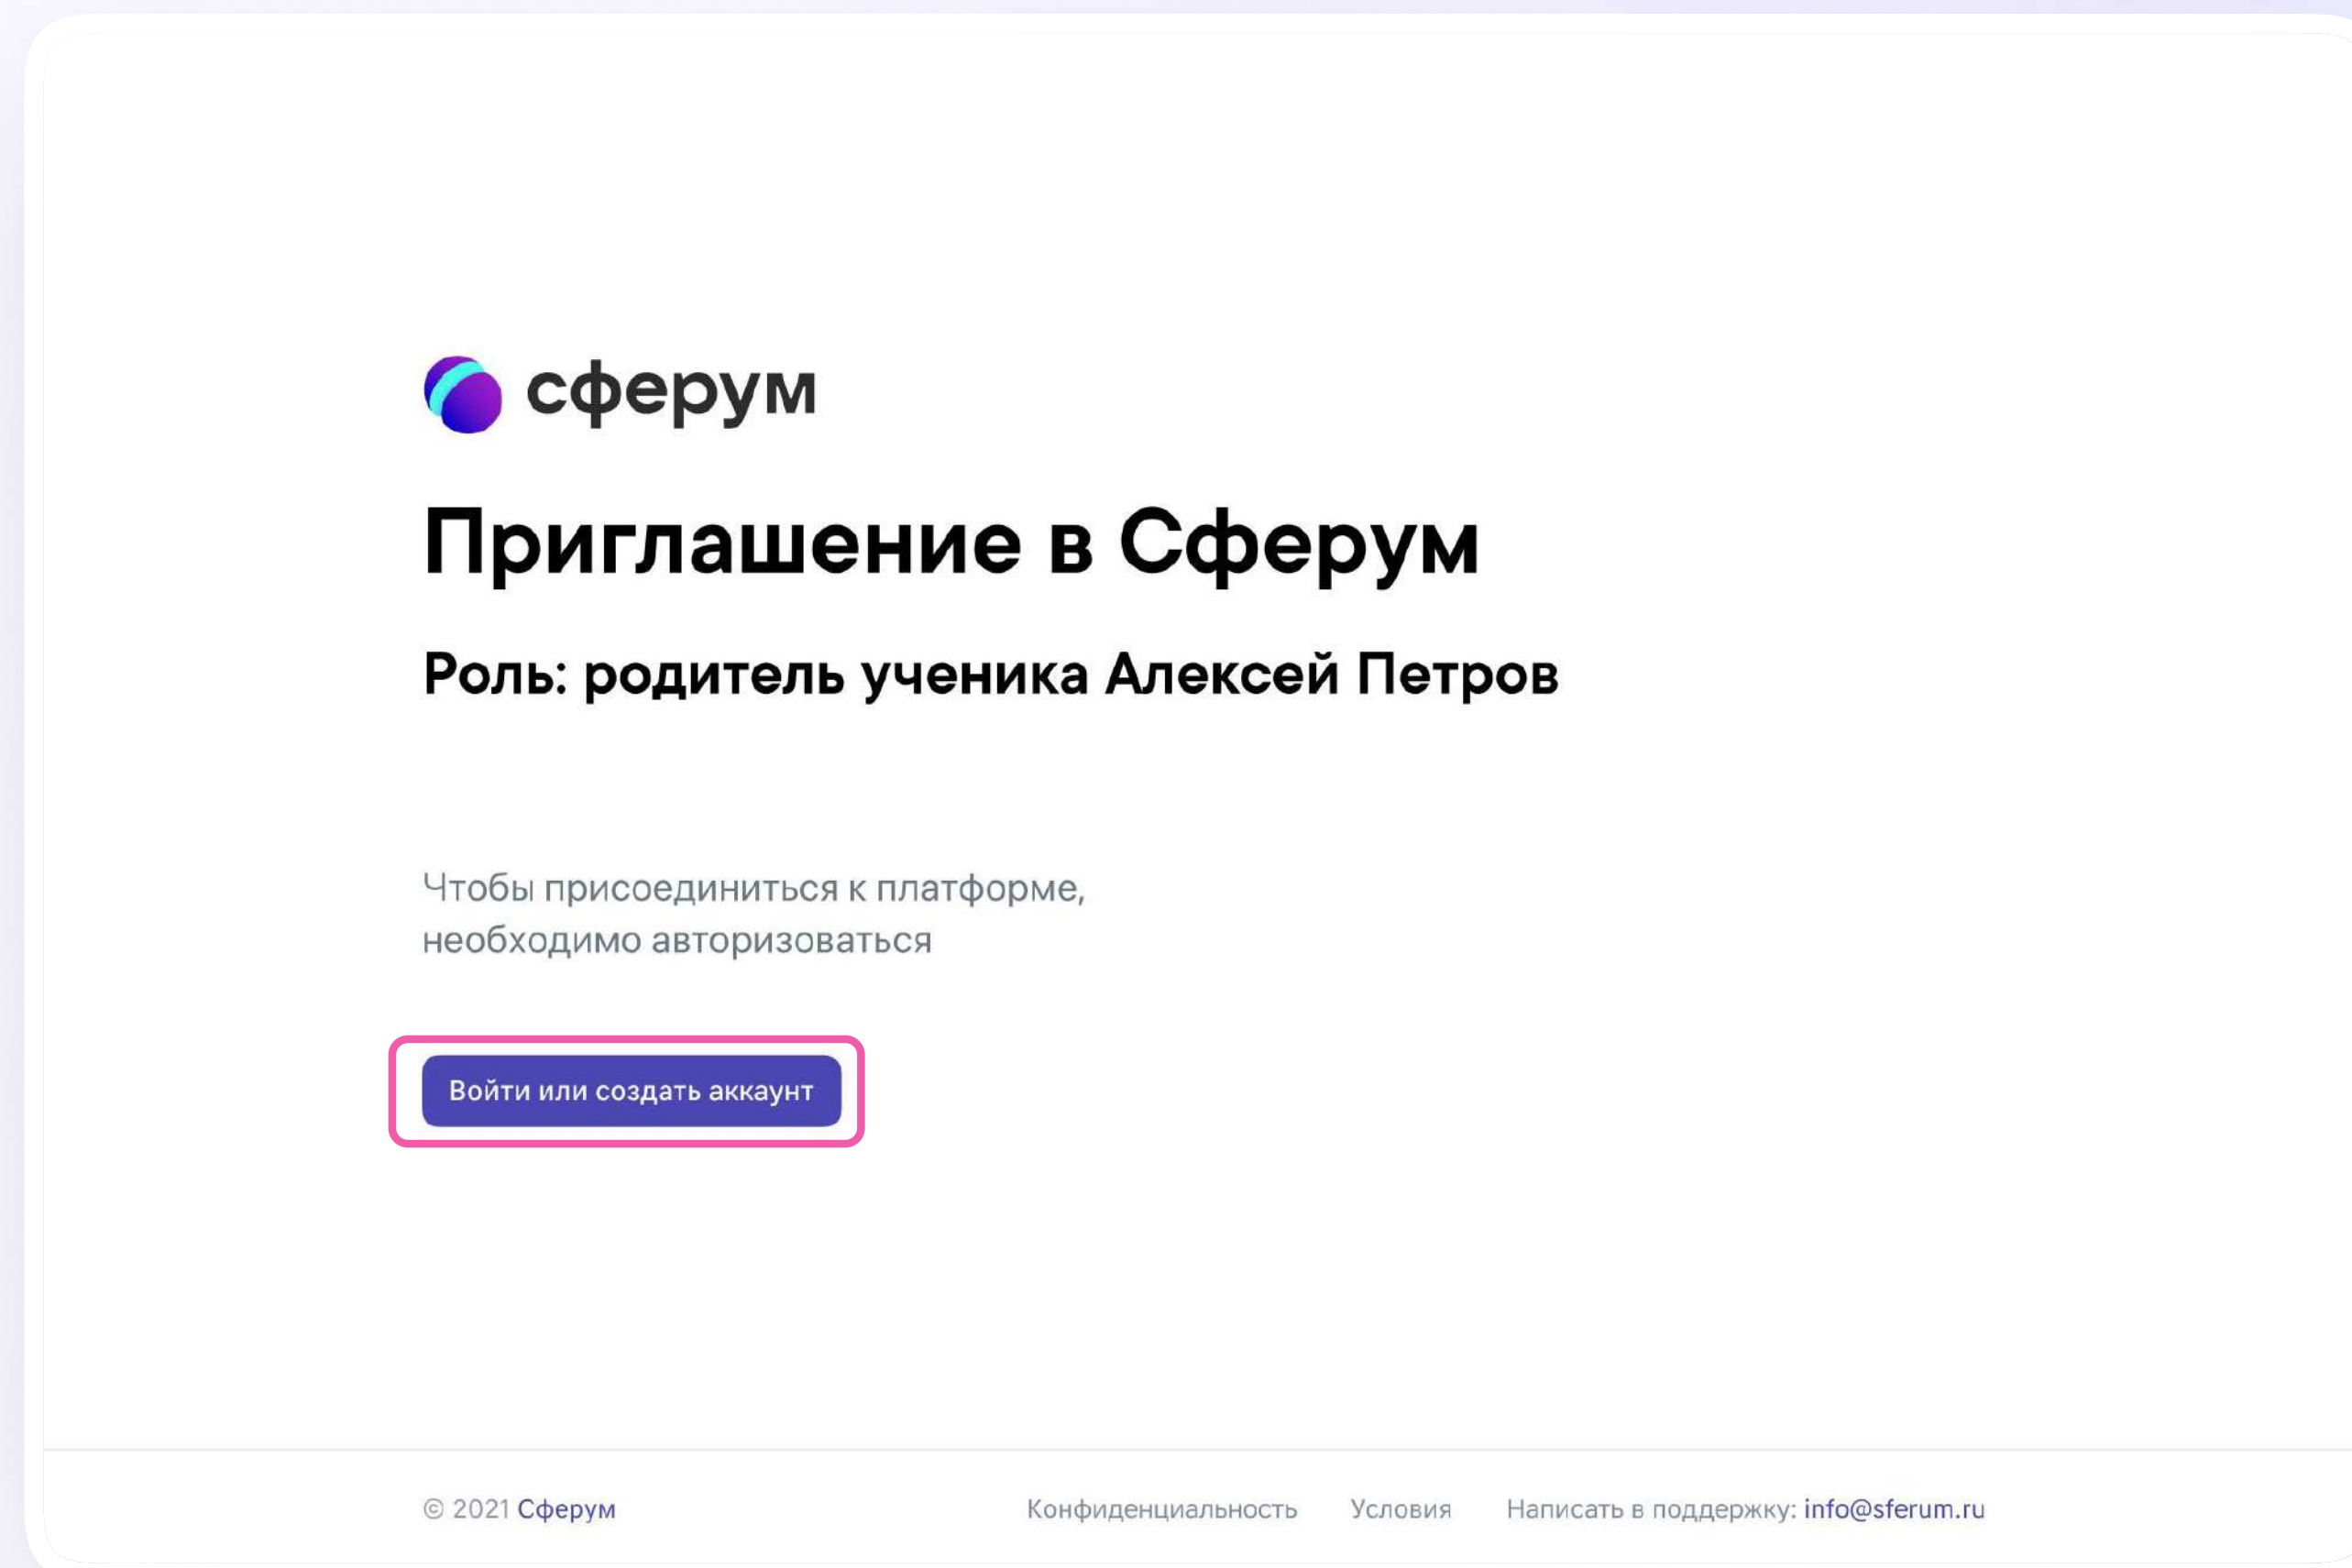 сферум
Приглашение в Сферум
Роль: родитель ученика Алексей Петров
Чтобы присоединиться к платформе,
необходимо авторизоваться
Войти или создать аккаунт
© 2021 Сферум Конфиденциальность Условия Написать в поддержку: info@sferum.ru